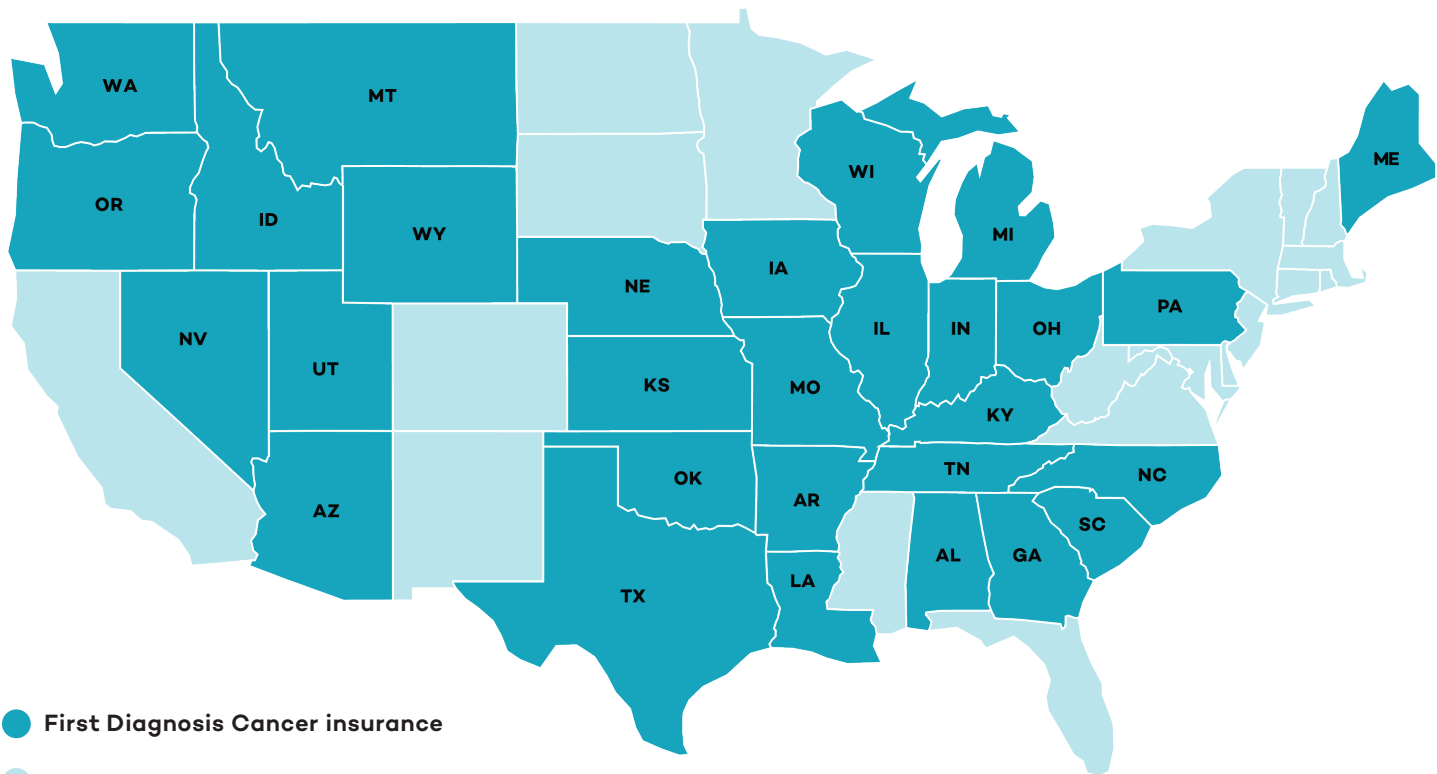 WA
MT
ME
WI
OR
ID
WY
MI
IA
NE
PA
IL
IN
OH
NV
UT
KS
MO
KY
TN
NC
OK
AR
AZ
SC
AL
GA
LA
TX
First Diagnosis Cancer insurance